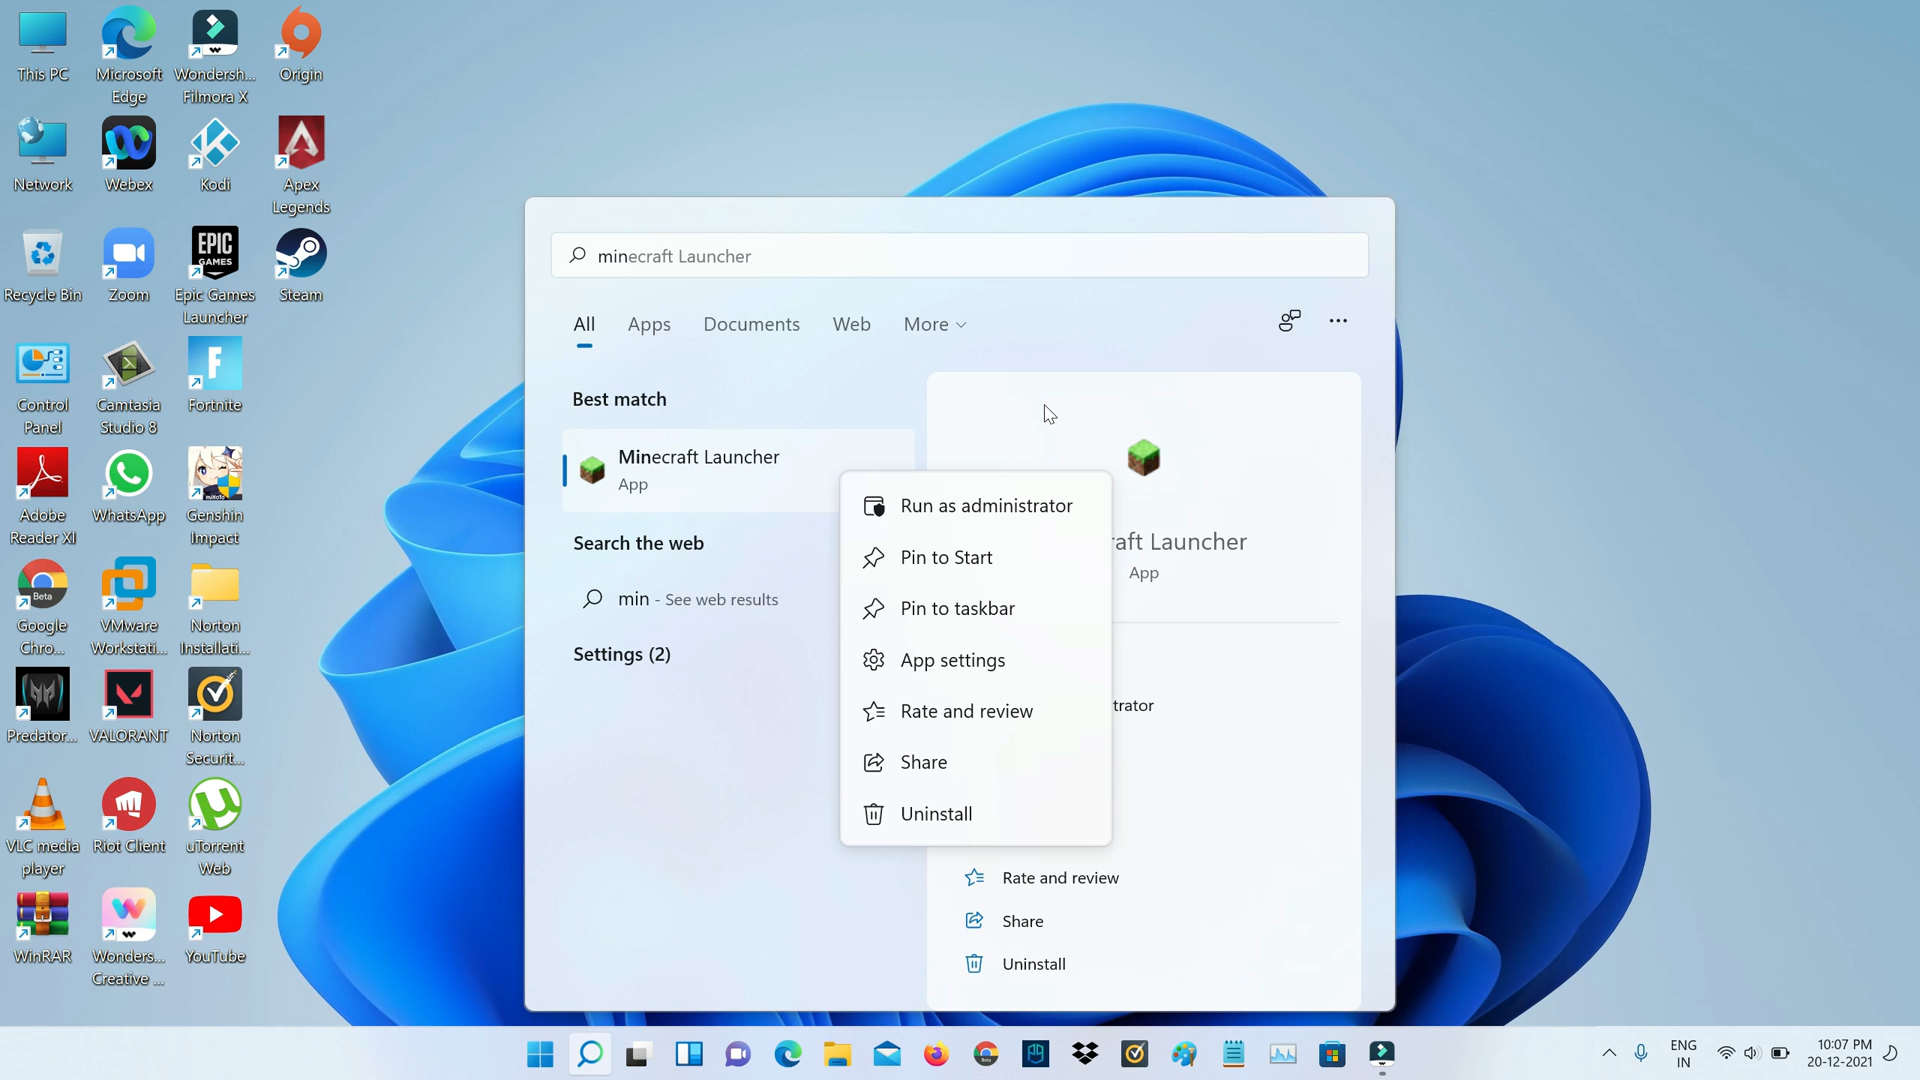 This PC
Microsoft
Edge
Wondersh...
Filmora X
Origin
Network
Webex
Kodi
Apex
Legends
Recycle Bin
Zoom
EPIC
GAMES
Epic Games
Launcher
Steam
Control
Panel
Camtasia
Studio 8
Fortnite
Adobe
Reader XI
WhatsApp
Genshin
Impact
Beta
Google
Chro...
VMware
Workstati...
Norton
Installati...
Predator...
VALORANT
Norton
Securit...
VLC media
player
Riot Client
uTorrent
Web
WinRAR
Wonders...
Creative ...
YouTube
minecraft Launcher
All
Apps
Documents
Web
More
Best match
Minecraft Launcher
App
Search the web
min - See web results
Settings (2)
Run as administrator
Pin to Start
Pin to taskbar
App settings
Rate and review
Share
Uninstall
raft Launcher
App
trator
Rate and review
Share
Uninstall
ENG
IN
10:07 PM
20-12-2021